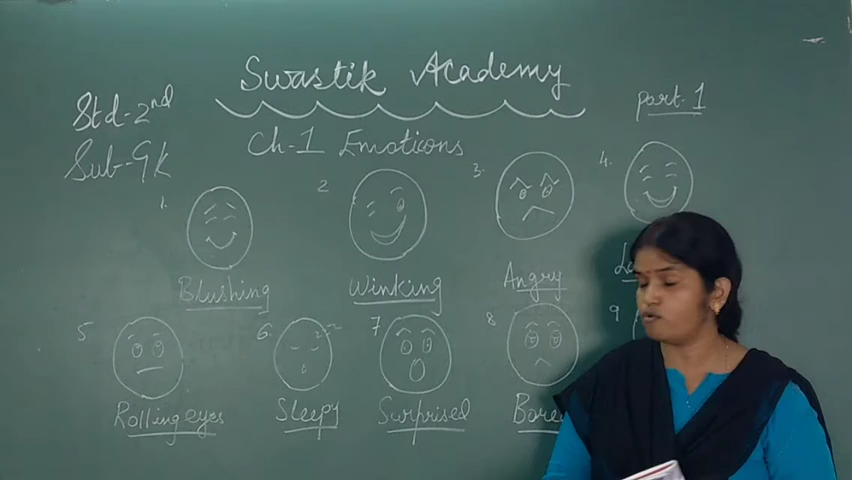 Swastik Academy
Std-2nd
part-1
Sub-Gk
Ch-1 Emoticons
1.
2
3.
4.
Blushing
Winking
Angry
5
6.
7
8
9
Rolling eyes
Sleepy
Surprised